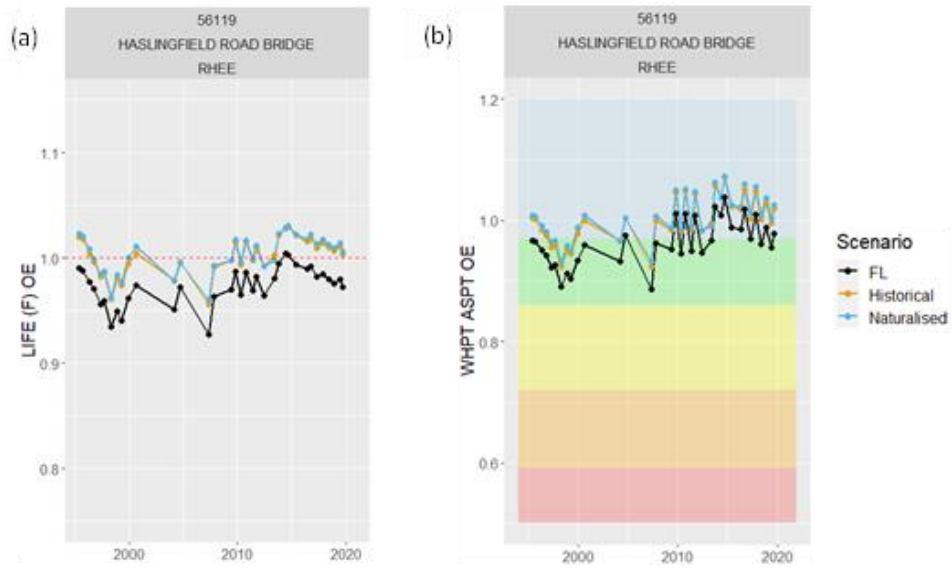 (a)
56119
HASLINGFIELD ROAD BRIDGE
RHEE
LIFE (F) OE
1.1
1.0
0.9
0.8
2000 2010 2020
(b)
56119
HASLINGFIELD ROAD BRIDGE
RHEE
WHPT ASPT OE
1.2
1.0
0.8
0.6
2000 2010 2020
Scenario
FL
Historical
Naturalised